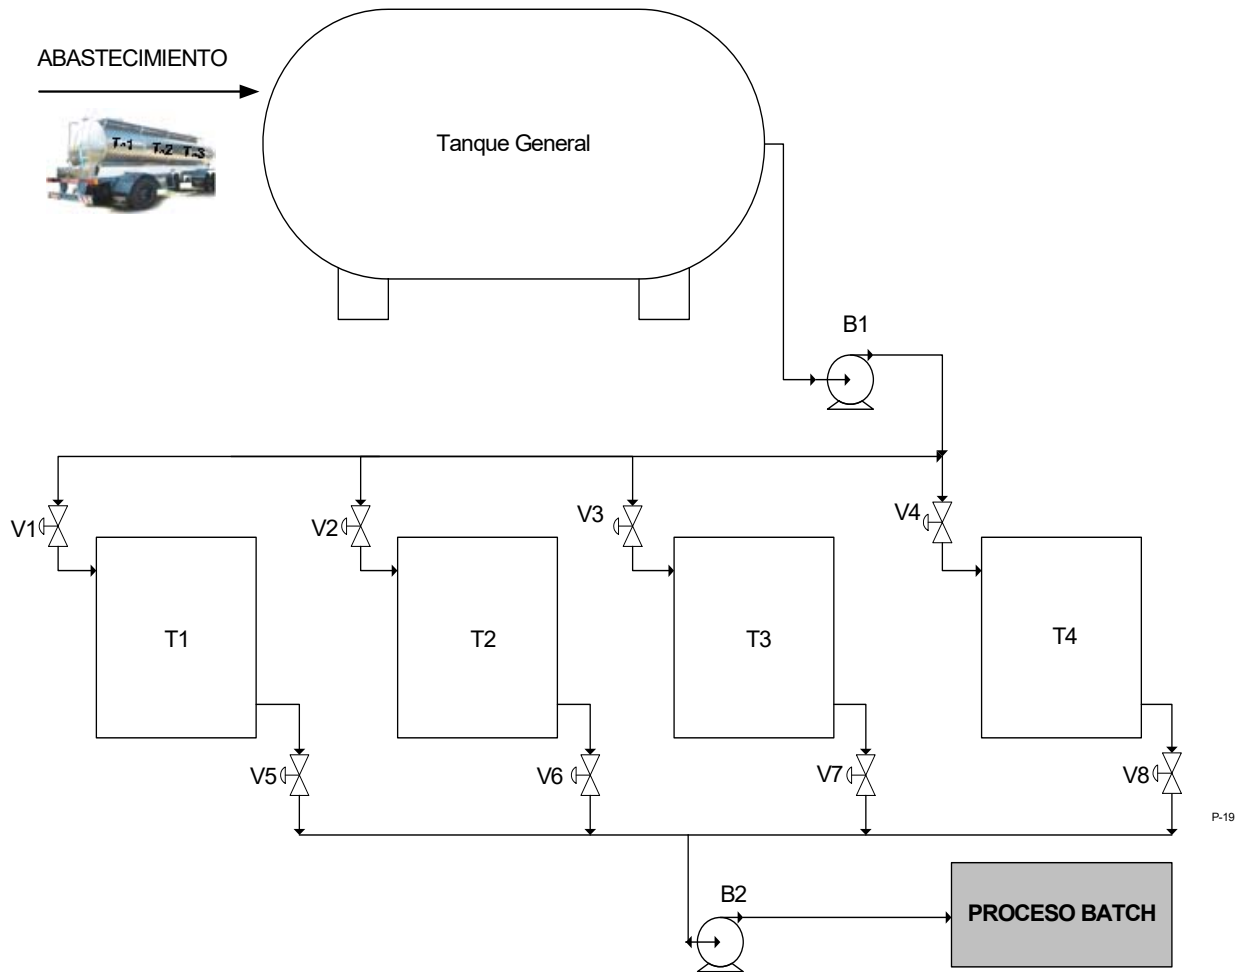 ABASTECIMIENTO
Tanque General
B1
V1
V2
V3
V4
T1
T2
T3
T4
V5
V6
V7
V8
P-19
B2
PROCESO BATCH